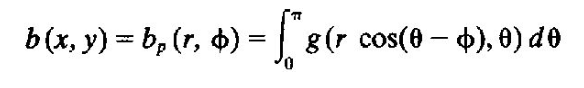 b(x, y) = b_p (r, ϕ) = ∫_0^π g(r cos(θ − ϕ), θ) dθ